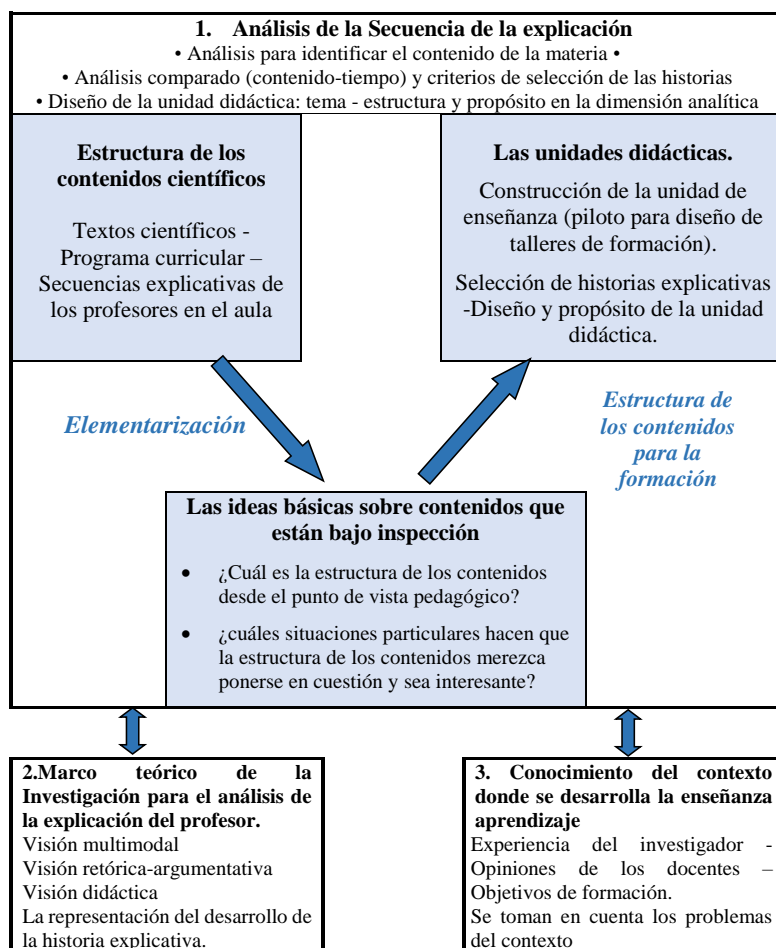 1. Análisis de la Secuencia de la explicación
• Análisis para identificar el contenido de la materia •
• Análisis comparado (contenido-tiempo) y criterios de selección de las historias
• Diseño de la unidad didáctica: tema - estructura y propósito en la dimensión analítica
Estructura de los
contenidos científicos
Textos científicos -
Programa curricular –
Secuencias explicativas de
los profesores en el aula
Las unidades didácticas.
Construcción de la unidad de
enseñanza (piloto para diseño de
talleres de formación).
Selección de historias explicativas
-Diseño y propósito de la unidad
didáctica.
Elementarización
Estructura de
los contenidos
para la
formación
Las ideas básicas sobre contenidos que
están bajo inspección
• ¿Cuál es la estructura de los contenidos
desde el punto de vista pedagógico?
• ¿cuáles situaciones particulares hacen que
la estructura de los contenidos merezca
ponerse en cuestión y sea interesante?
2.Marco teórico de la
Investigación para el análisis de
la explicación del profesor.
Visión multimodal
Visión retórica-argumentativa
Visión didáctica
La representación del desarrollo de
la historia explicativa.
3. Conocimiento del contexto
donde se desarrolla la enseñanza
aprendizaje
Experiencia del investigador -
Opiniones de los docentes –
Objetivos de formación.
Se toman en cuenta los problemas
del contexto